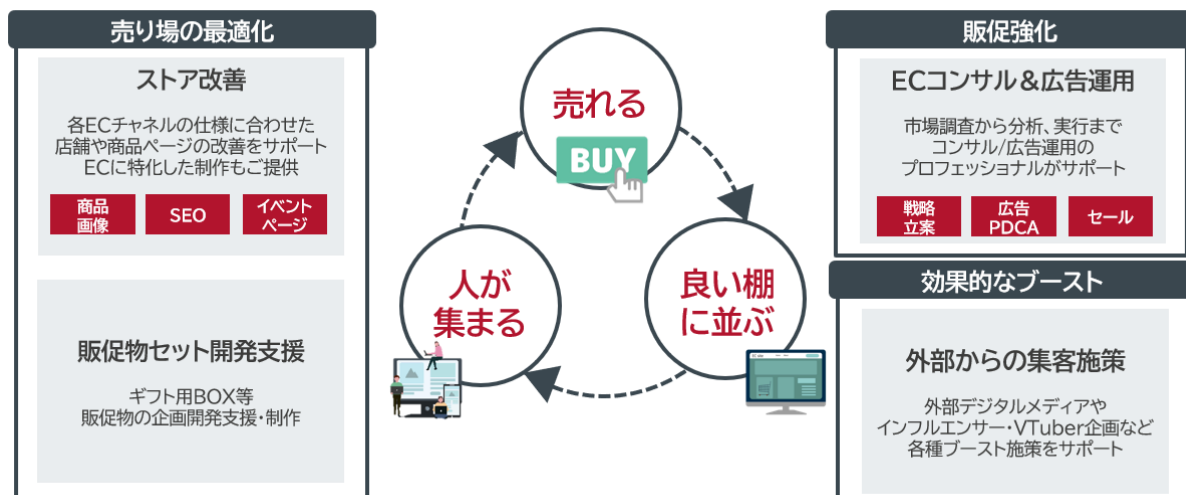 売り場の最適化
ストア改善
各ECチャネルの仕様に合わせた
店舗や商品ページの改善をサポート
ECに特化した制作もご提供
商品
画像
SEO
イベント
ページ
販促物セット開発支援
ギフト用BOX等
販促物の企画開発支援・制作
売れる
BUY
人が
集まる
良い棚
に並ぶ
販促強化
ECコンサル＆広告運用
市場調査から分析、実行まで
コンサル/広告運用の
プロフェッショナルがサポート
戦略
立案
広告
PDCA
セール
効果的なブースト
外部からの集客施策
外部デジタルメディアや
インフルエンサー・VTuber企画など
各種ブースト施策をサポート